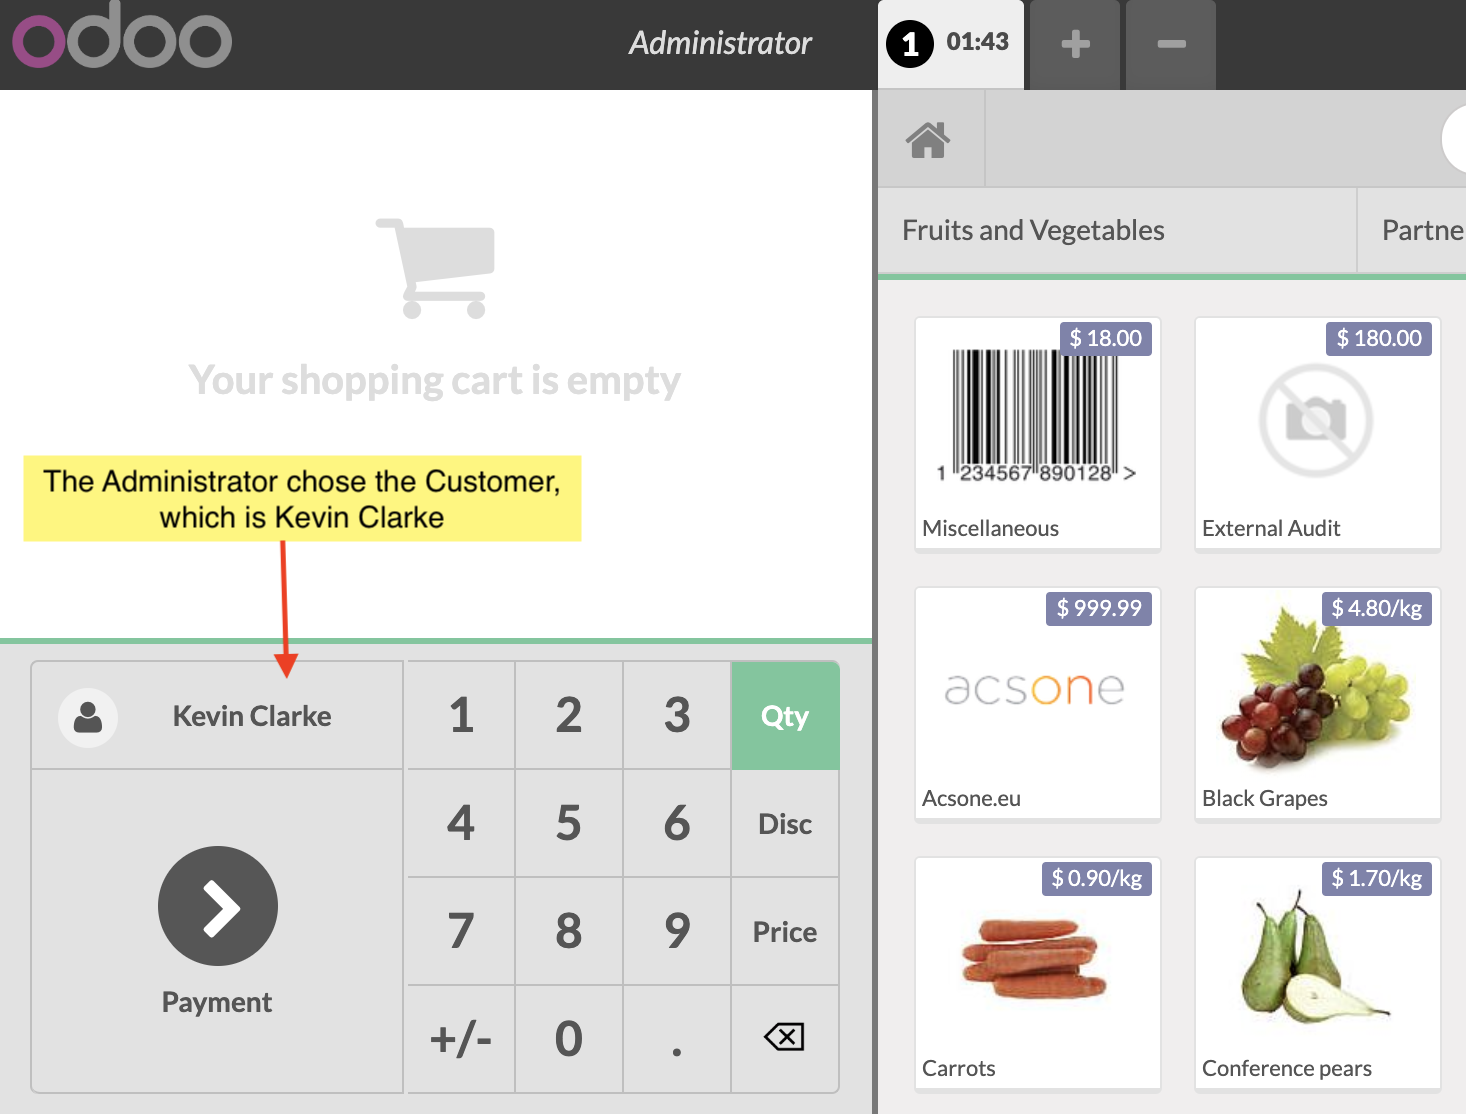 odoo
Administrator
1 01:43
+
−
Your shopping cart is empty
The Administrator chose the Customer,
which is Kevin Clarke
Kevin Clarke
Payment
1 2 3 Qty
4 5 6 Disc
7 8 9 Price
+/- 0 .
Fruits and Vegetables
Partne
$ 18.00
1 234567 890128 >
Miscellaneous
$ 180.00
External Audit
$ 999.99
acsone
Acsone.eu
$ 4.80/kg
Black Grapes
$ 0.90/kg
Carrots
$ 1.70/kg
Conference pears